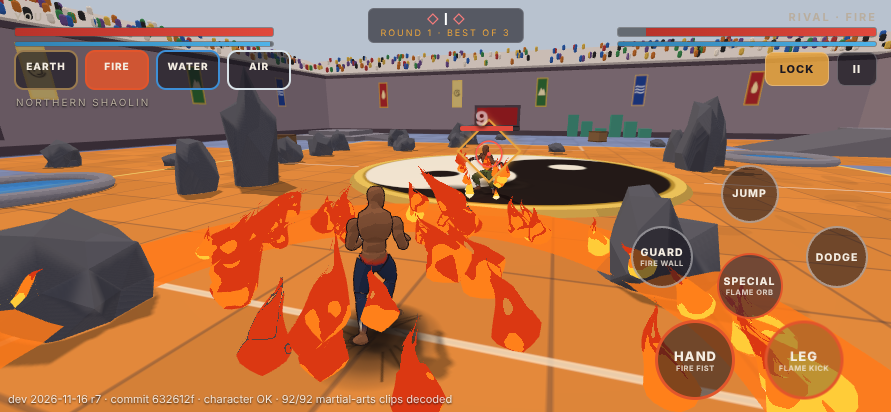 RIVAL · FIRE
ROUND 1 · BEST OF 3
EARTH
FIRE
WATER
AIR
LOCK
II
NORTHERN SHAOLIN
9
JUMP
GUARD
FIRE WALL
DODGE
SPECIAL
FLAME ORB
HAND
FIRE FIST
LEG
FLAME KICK
dev 2026-11-16 r7 · commit 632612f · character OK · 92/92 martial-arts clips decoded